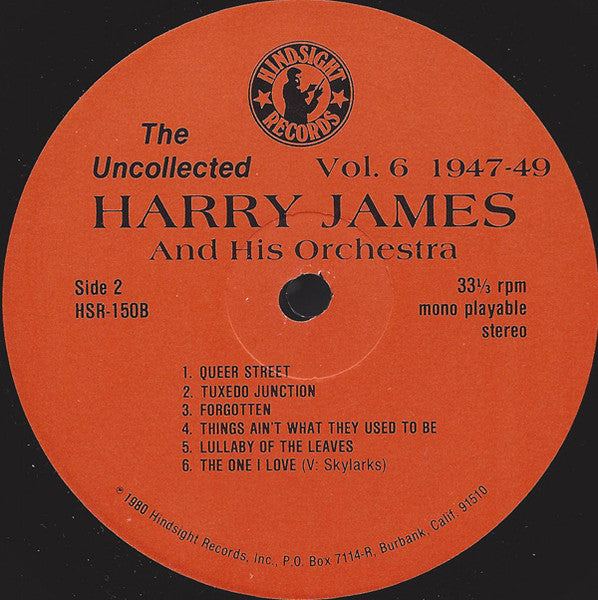 HINDSIGHT
RECORDS
The
Uncollected Vol. 6 1947-49
HARRY JAMES
And His Orchestra
Side 2
HSR-150B
33⅓ rpm
mono playable
stereo
1. QUEER STREET
2. TUXEDO JUNCTION
3. FORGOTTEN
4. THINGS AIN'T WHAT THEY USED TO BE
5. LULLABY OF THE LEAVES
6. THE ONE I LOVE (V: Skylarks)
℗ 1980 Hindsight Records, Inc., P.O. Box 7114-R, Burbank, Calif. 91510